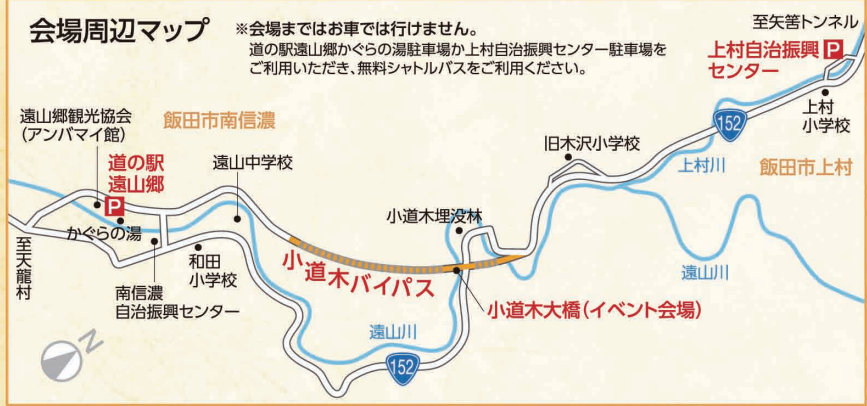 会場周辺マップ
※会場まではお車では行けません。
道の駅遠山郷かぐらの湯駐車場か上村自治振興センター駐車場を
ご利用いただき、無料シャトルバスをご利用ください。
至矢筈トンネル
上村自治振興 P
センター
上村
小学校
152
旧木沢小学校
上村川
飯田市上村
遠山郷観光協会
(アンバマイ館)
飯田市南信濃
道の駅
遠山郷
P
遠山中学校
かぐらの湯
小道木埋没林
遠山川
至天龍村
和田
小学校
南信濃
自治振興センター
小道木バイパス
小道木大橋(イベント会場)
遠山川
152
N